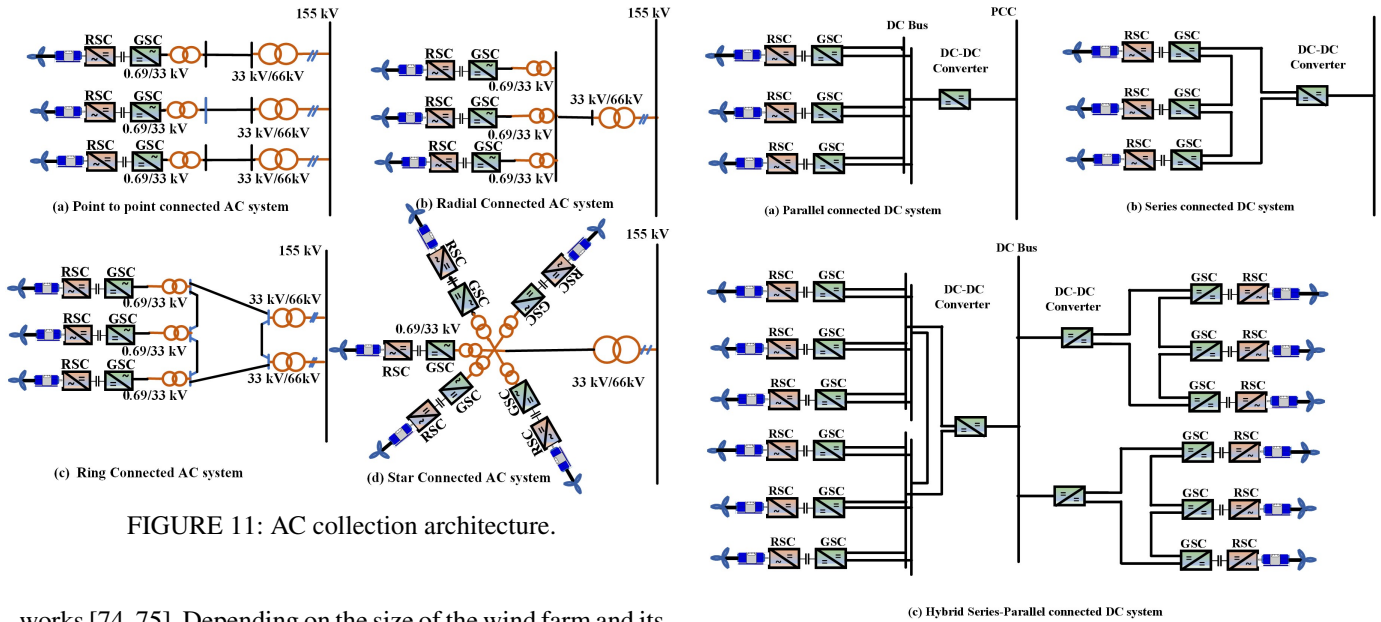 155 kV
RSC GSC
0.69/33 kV
33 kV/66kV
RSC GSC
0.69/33 kV
33 kV/66kV
RSC GSC
0.69/33 kV
33 kV/66kV
(a) Point to point connected AC system
155 kV
RSC GSC
0.69/33 kV
RSC GSC
0.69/33 kV
33 kV/66kV
RSC GSC
0.69/33 kV
(b) Radial Connected AC system
155 kV
RSC GSC
0.69/33 kV
33 kV/66kV
RSC GSC
0.69/33 kV
RSC GSC
0.69/33 kV
33 kV/66kV
(c) Ring Connected AC system
155 kV
RSC
GSC
RSC
GSC
0.69/33 kV
RSC
GSC
33 kV/66kV
GSC
RSC
GSC
RSC
(d) Star Connected AC system
FIGURE 11: AC collection architecture.
works [74, 75]. Depending on the size of the wind farm and its
DC Bus
PCC
RSC GSC
DC-DC
Converter
RSC GSC
RSC GSC
(a) Parallel connected DC system
RSC GSC
DC-DC
Converter
RSC GSC
RSC GSC
(b) Series connected DC system
DC Bus
RSC GSC
RSC GSC
RSC GSC
RSC GSC
RSC GSC
RSC GSC
DC-DC
Converter
DC-DC
Converter
GSC RSC
GSC RSC
GSC RSC
GSC RSC
GSC RSC
GSC RSC
(c) Hybrid Series-Parallel connected DC system